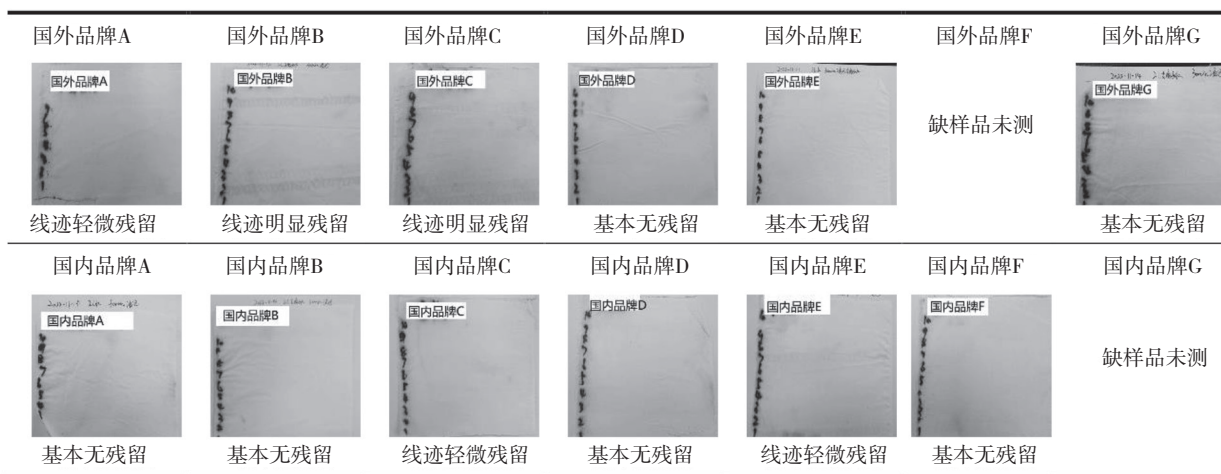 国外品牌A 国外品牌B 国外品牌C 国外品牌D 国外品牌E 国外品牌F 国外品牌G
国外品牌A 国外品牌B 国外品牌C 国外品牌D 国外品牌E 缺样品未测 国外品牌G
线迹轻微残留 线迹明显残留 线迹明显残留 基本无残留 基本无残留 基本无残留
国内品牌A 国内品牌B 国内品牌C 国内品牌D 国内品牌E 国内品牌F 国内品牌G
国内品牌A 国内品牌B 国内品牌C 国内品牌D 国内品牌E 国内品牌F 缺样品未测
基本无残留 基本无残留 线迹轻微残留 基本无残留 线迹轻微残留 基本无残留